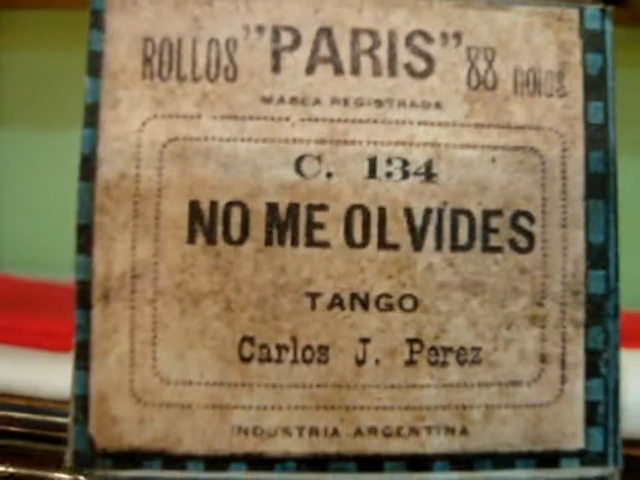 ROLLOS "PARIS" 88 notas
MARCA REGISTRADA
C. 134
NO ME OLVIDES
TANGO
Carlos J. Perez
INDUSTRIA ARGENTINA